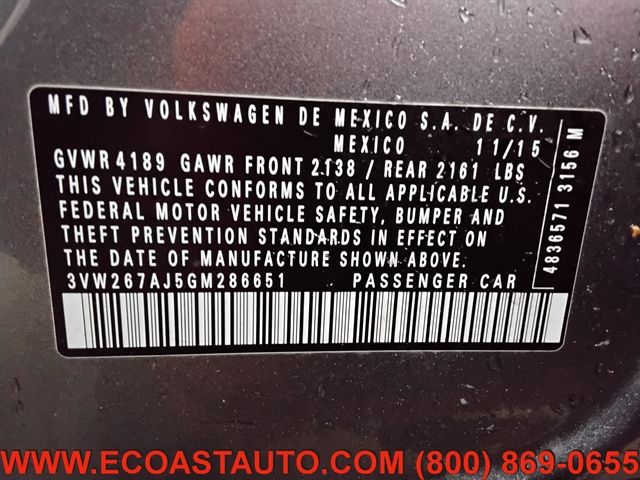 MFD BY VOLKSWAGEN DE MEXICO S.A. DE C.V.
MEXICO 11/15
GVWR 4189 GAWR FRONT 2138 / REAR 2161 LBS
THIS VEHICLE CONFORMS TO ALL APPLICABLE U.S.
FEDERAL MOTOR VEHICLE SAFETY, BUMPER AND
THEFT PREVENTION STANDARDS IN EFFECT ON
THE DATE OF MANUFACTURE SHOWN ABOVE.
3VW267AJ5GM286651 PASSENGER CAR
4836571 3156 M
WWW.ECOASTAUTO.COM (800) 869-0655